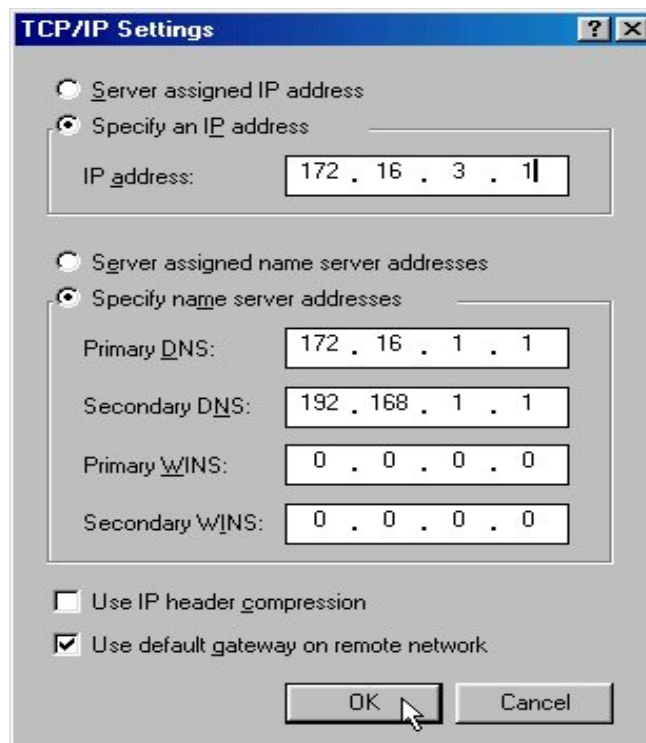 TCP/IP Settings
Server assigned IP address
Specify an IP address
IP address: 172 . 16 . 3 . 1
Server assigned name server addresses
Specify name server addresses
Primary DNS: 172 . 16 . 1 . 1
Secondary DNS: 192 . 168 . 1 . 1
Primary WINS: 0 . 0 . 0 . 0
Secondary WINS: 0 . 0 . 0 . 0
Use IP header compression
Use default gateway on remote network
OK Cancel